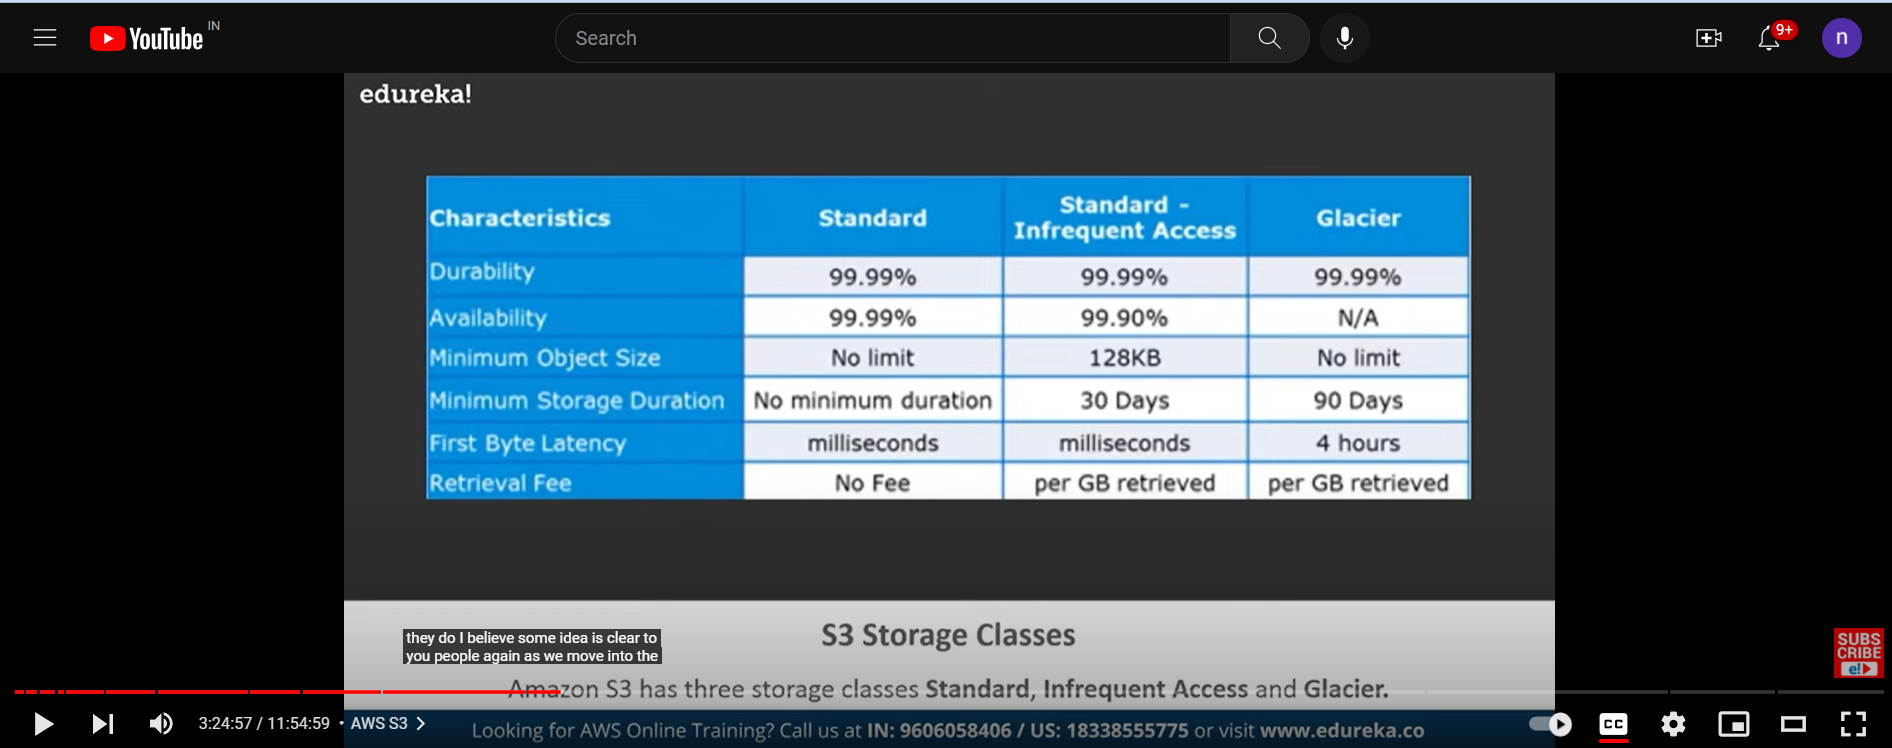 YouTube IN
Search
9+
n
edureka!
Characteristics Standard Standard - Infrequent Access Glacier
Durability 99.99% 99.99% 99.99%
Availability 99.99% 99.90% N/A
Minimum Object Size No limit 128KB No limit
Minimum Storage Duration No minimum duration 30 Days 90 Days
First Byte Latency milliseconds milliseconds 4 hours
Retrieval Fee No Fee per GB retrieved per GB retrieved
they do I believe some idea is clear to
you people again as we move into the
S3 Storage Classes
SUBS
CRIBE
e!
Amazon S3 has three storage classes Standard, Infrequent Access and Glacier.
3:24:57 / 11:54:59 • AWS S3
CC
Looking for AWS Online Training? Call us at IN: 9606058406 / US: 18338555775 or visit www.edureka.co